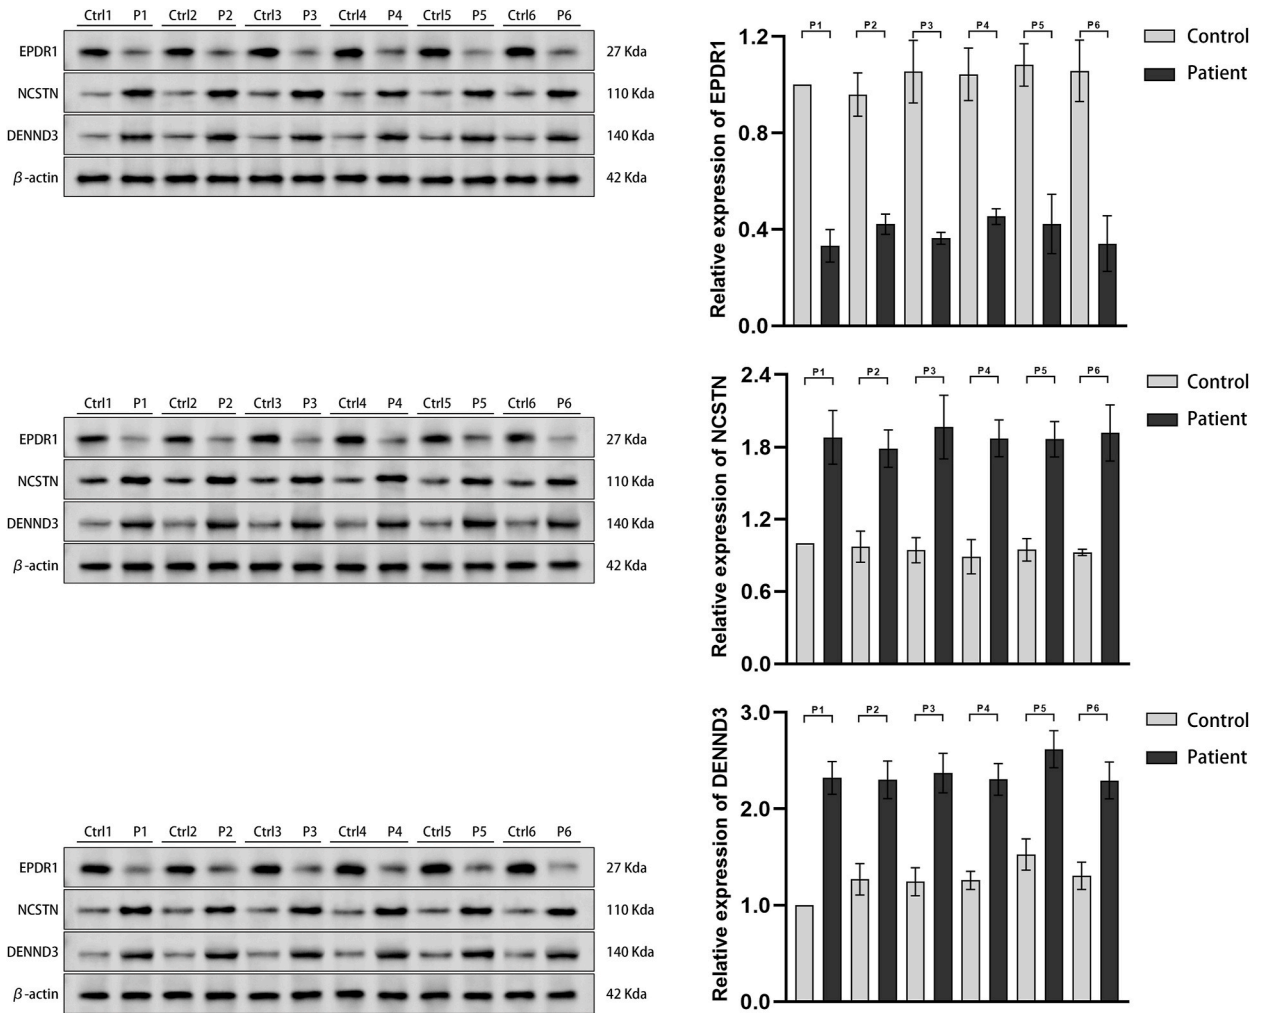 Ctrl1 P1 Ctrl2 P2 Ctrl3 P3 Ctrl4 P4 Ctrl5 P5 Ctrl6 P6
EPDR1 27 Kda
NCSTN 110 Kda
DENND3 140 Kda
β-actin 42 Kda
Relative expression of EPDR1
P1 P2 P3 P4 P5 P6
1.2
0.8
0.4
0.0
Control
Patient
Ctrl1 P1 Ctrl2 P2 Ctrl3 P3 Ctrl4 P4 Ctrl5 P5 Ctrl6 P6
EPDR1 27 Kda
NCSTN 110 Kda
DENND3 140 Kda
β-actin 42 Kda
Relative expression of NCSTN
P1 P2 P3 P4 P5 P6
2.4
1.8
1.2
0.6
0.0
Control
Patient
Ctrl1 P1 Ctrl2 P2 Ctrl3 P3 Ctrl4 P4 Ctrl5 P5 Ctrl6 P6
EPDR1 27 Kda
NCSTN 110 Kda
DENND3 140 Kda
β-actin 42 Kda
Relative expression of DENND3
P1 P2 P3 P4 P5 P6
3.0
2.0
1.0
0.0
Control
Patient